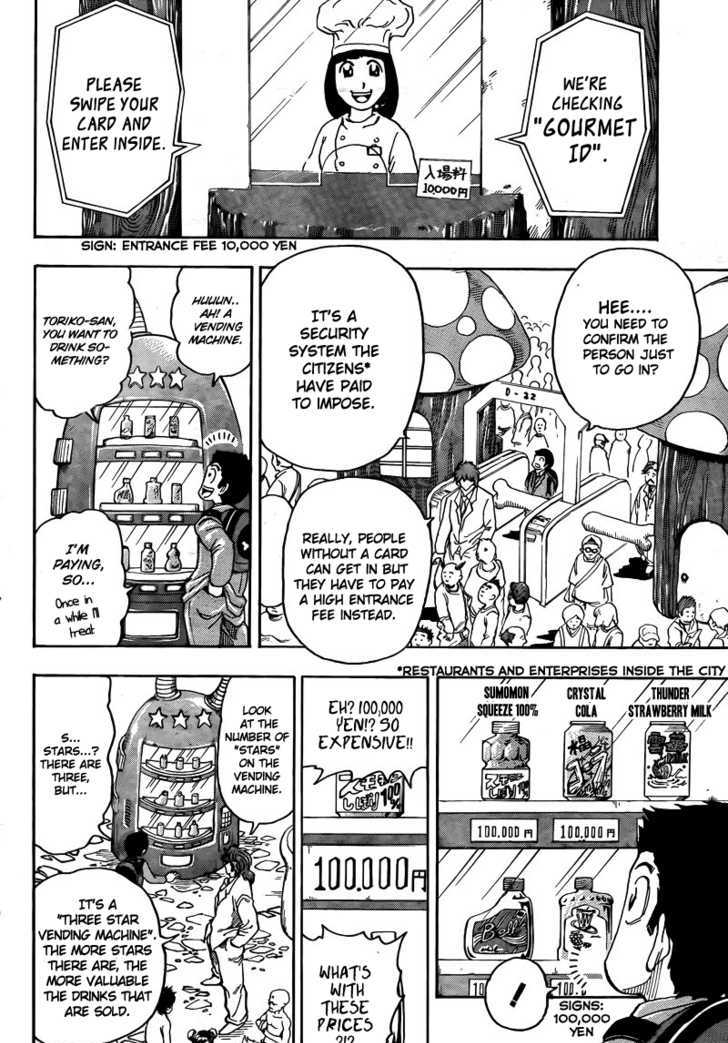 WE'RE
CHECKING
"GOURMET
ID".
PLEASE
SWIPE YOUR
CARD AND
ENTER INSIDE.
入場料
10,000円
SIGN: ENTRANCE FEE 10,000 YEN
HEE....
YOU NEED TO
CONFIRM THE
PERSON JUST
TO GO IN?
D-22
IT'S A
SECURITY
SYSTEM THE
CITIZENS*
HAVE PAID
TO IMPOSE.
REALLY, PEOPLE
WITHOUT A CARD
CAN GET IN BUT
THEY HAVE TO PAY
A HIGH ENTRANCE
FEE INSTEAD.
HUUUN..
AH! A
VENDING
MACHINE.
TORIKO-SAN,
YOU WANT TO
DRINK SO-
METHING?
I'M
PAYING,
SO...
Once in
a while I'll
treat
*RESTAURANTS AND ENTERPRISES INSIDE THE CITY
SUMOMON
SQUEEZE 100%
CRYSTAL
COLA
THUNDER
STRAWBERRY MILK
100.000円
100.000円
!
SIGNS:
100,000
YEN
EH? 100,000
YEN!? SO
EXPENSIVE!!
しぼり100%
100.000円
WHAT'S
WITH
THESE
PRICES
?!?
LOOK
AT THE
NUMBER OF
"STARS"
ON THE
VENDING
MACHINE.
S...
STARS...?
THERE ARE
THREE,
BUT...
IT'S A
"THREE STAR
VENDING MACHINE".
THE MORE STARS
THERE ARE, THE
MORE VALUABLE
THE DRINKS THAT
ARE SOLD.